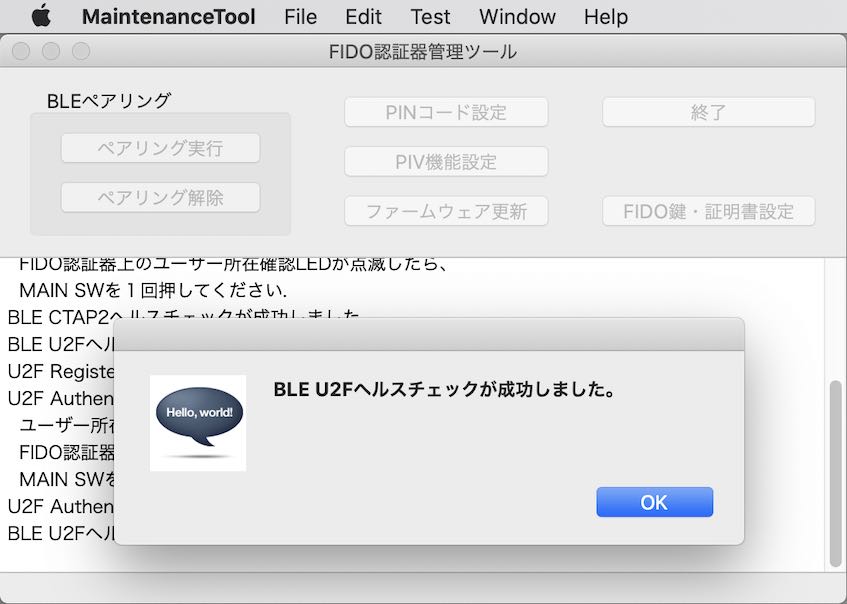 MaintenanceTool File Edit Test Window Help
FIDO認証器管理ツール
BLEペアリング
ペアリング実行
ペアリング解除
PINコード設定
PIV機能設定
ファームウェア更新
終了
FIDO鍵・証明書設定
FIDO認証器上のユーザー所在確認LEDが点滅したら、
MAIN SWを１回押してください.
BLE CTAP2ヘルスチェックが成功しました
BLE U2Fヘル
U2F Registe
U2F Authen
ユーザー所在
FIDO認証器
MAIN SWを
U2F Authen
BLE U2Fヘル
Hello, world!
BLE U2Fヘルスチェックが成功しました。
OK